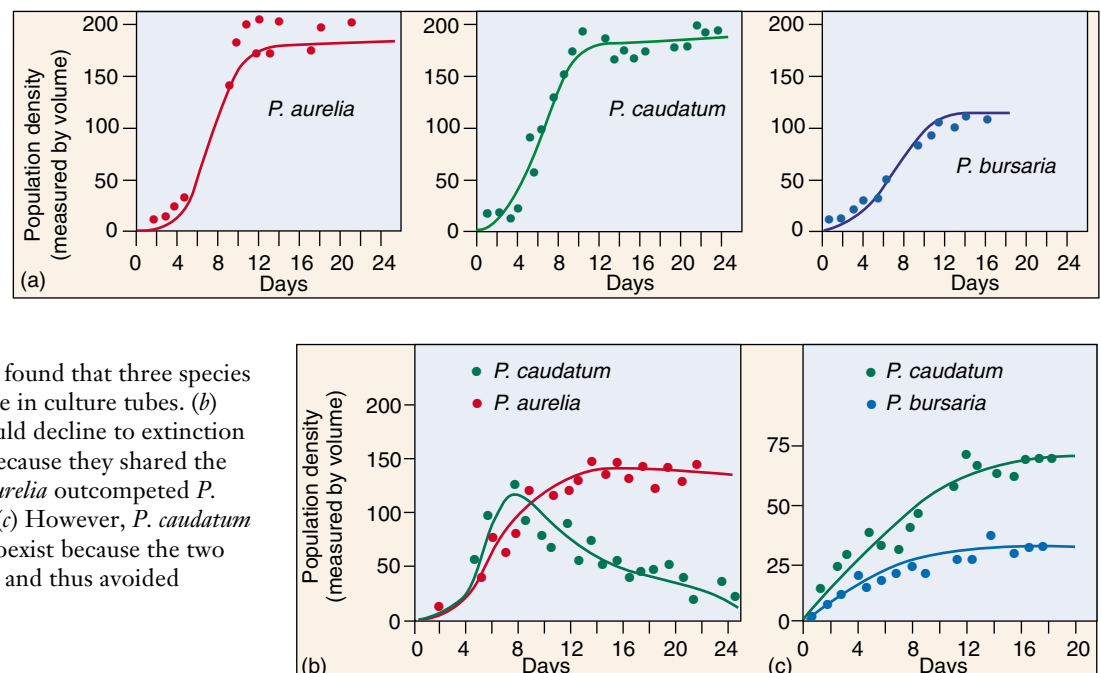 Population density
(measured by volume)
200
150
100
50
0
P. aurelia
0 4 8 12 16 20 24
Days
(a)
200
150
100
50
0
P. caudatum
0 4 8 12 16 20 24
Days
200
150
100
50
0
P. bursaria
0 4 8 12 16 20 24
Days
found that three species
e in culture tubes. (b)
uld decline to extinction
ecause they shared the
urelia outcompeted P.
(c) However, P. caudatum
oexist because the two
and thus avoided
Population density
(measured by volume)
P. caudatum
P. aurelia
200
150
100
50
0
0 4 8 12 16 20 24
Days
(b)
P. caudatum
P. bursaria
75
50
25
0
0 4 8 12 16 20
Days
(c)